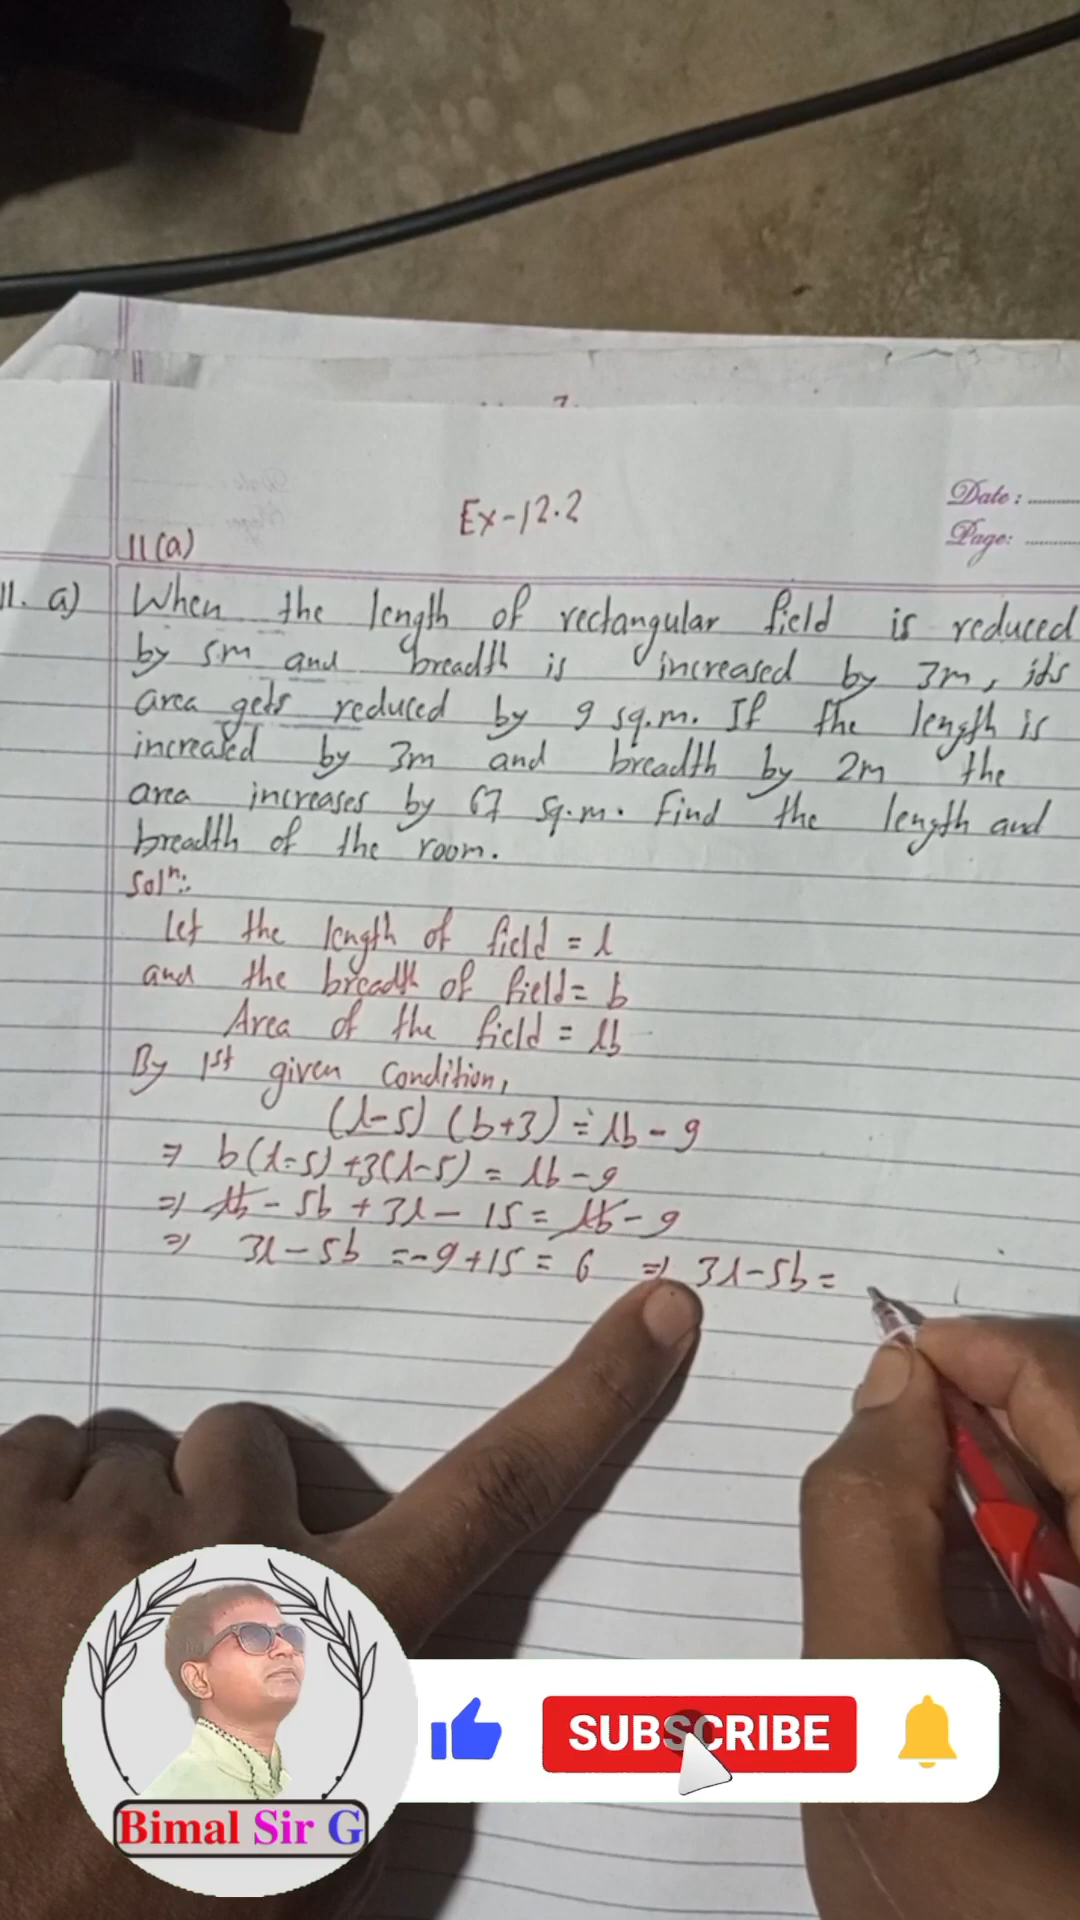 Ex-12.2
Date :
Page:
11(a)
11. a) When the length of rectangular field is reduced
by 5m and breadth is increased by 3m, its
area gets reduced by 9 sq.m. If the length is
increased by 3m and breadth by 2m the
area increases by 67 sq.m. Find the length and
breadth of the room.
Solⁿ:
Let the length of field = l
and the breadth of field = b
Area of the field = lb
By 1st given condition,
(l-5) (b+3) = lb - 9
⇒ b(l-5) +3(l-5) = lb - 9
⇒ lb - 5b + 3l - 15 = lb - 9
⇒ 3l - 5b = -9+15 = 6 ⇒ 3l-5b =
SUBSCRIBE
Bimal Sir G